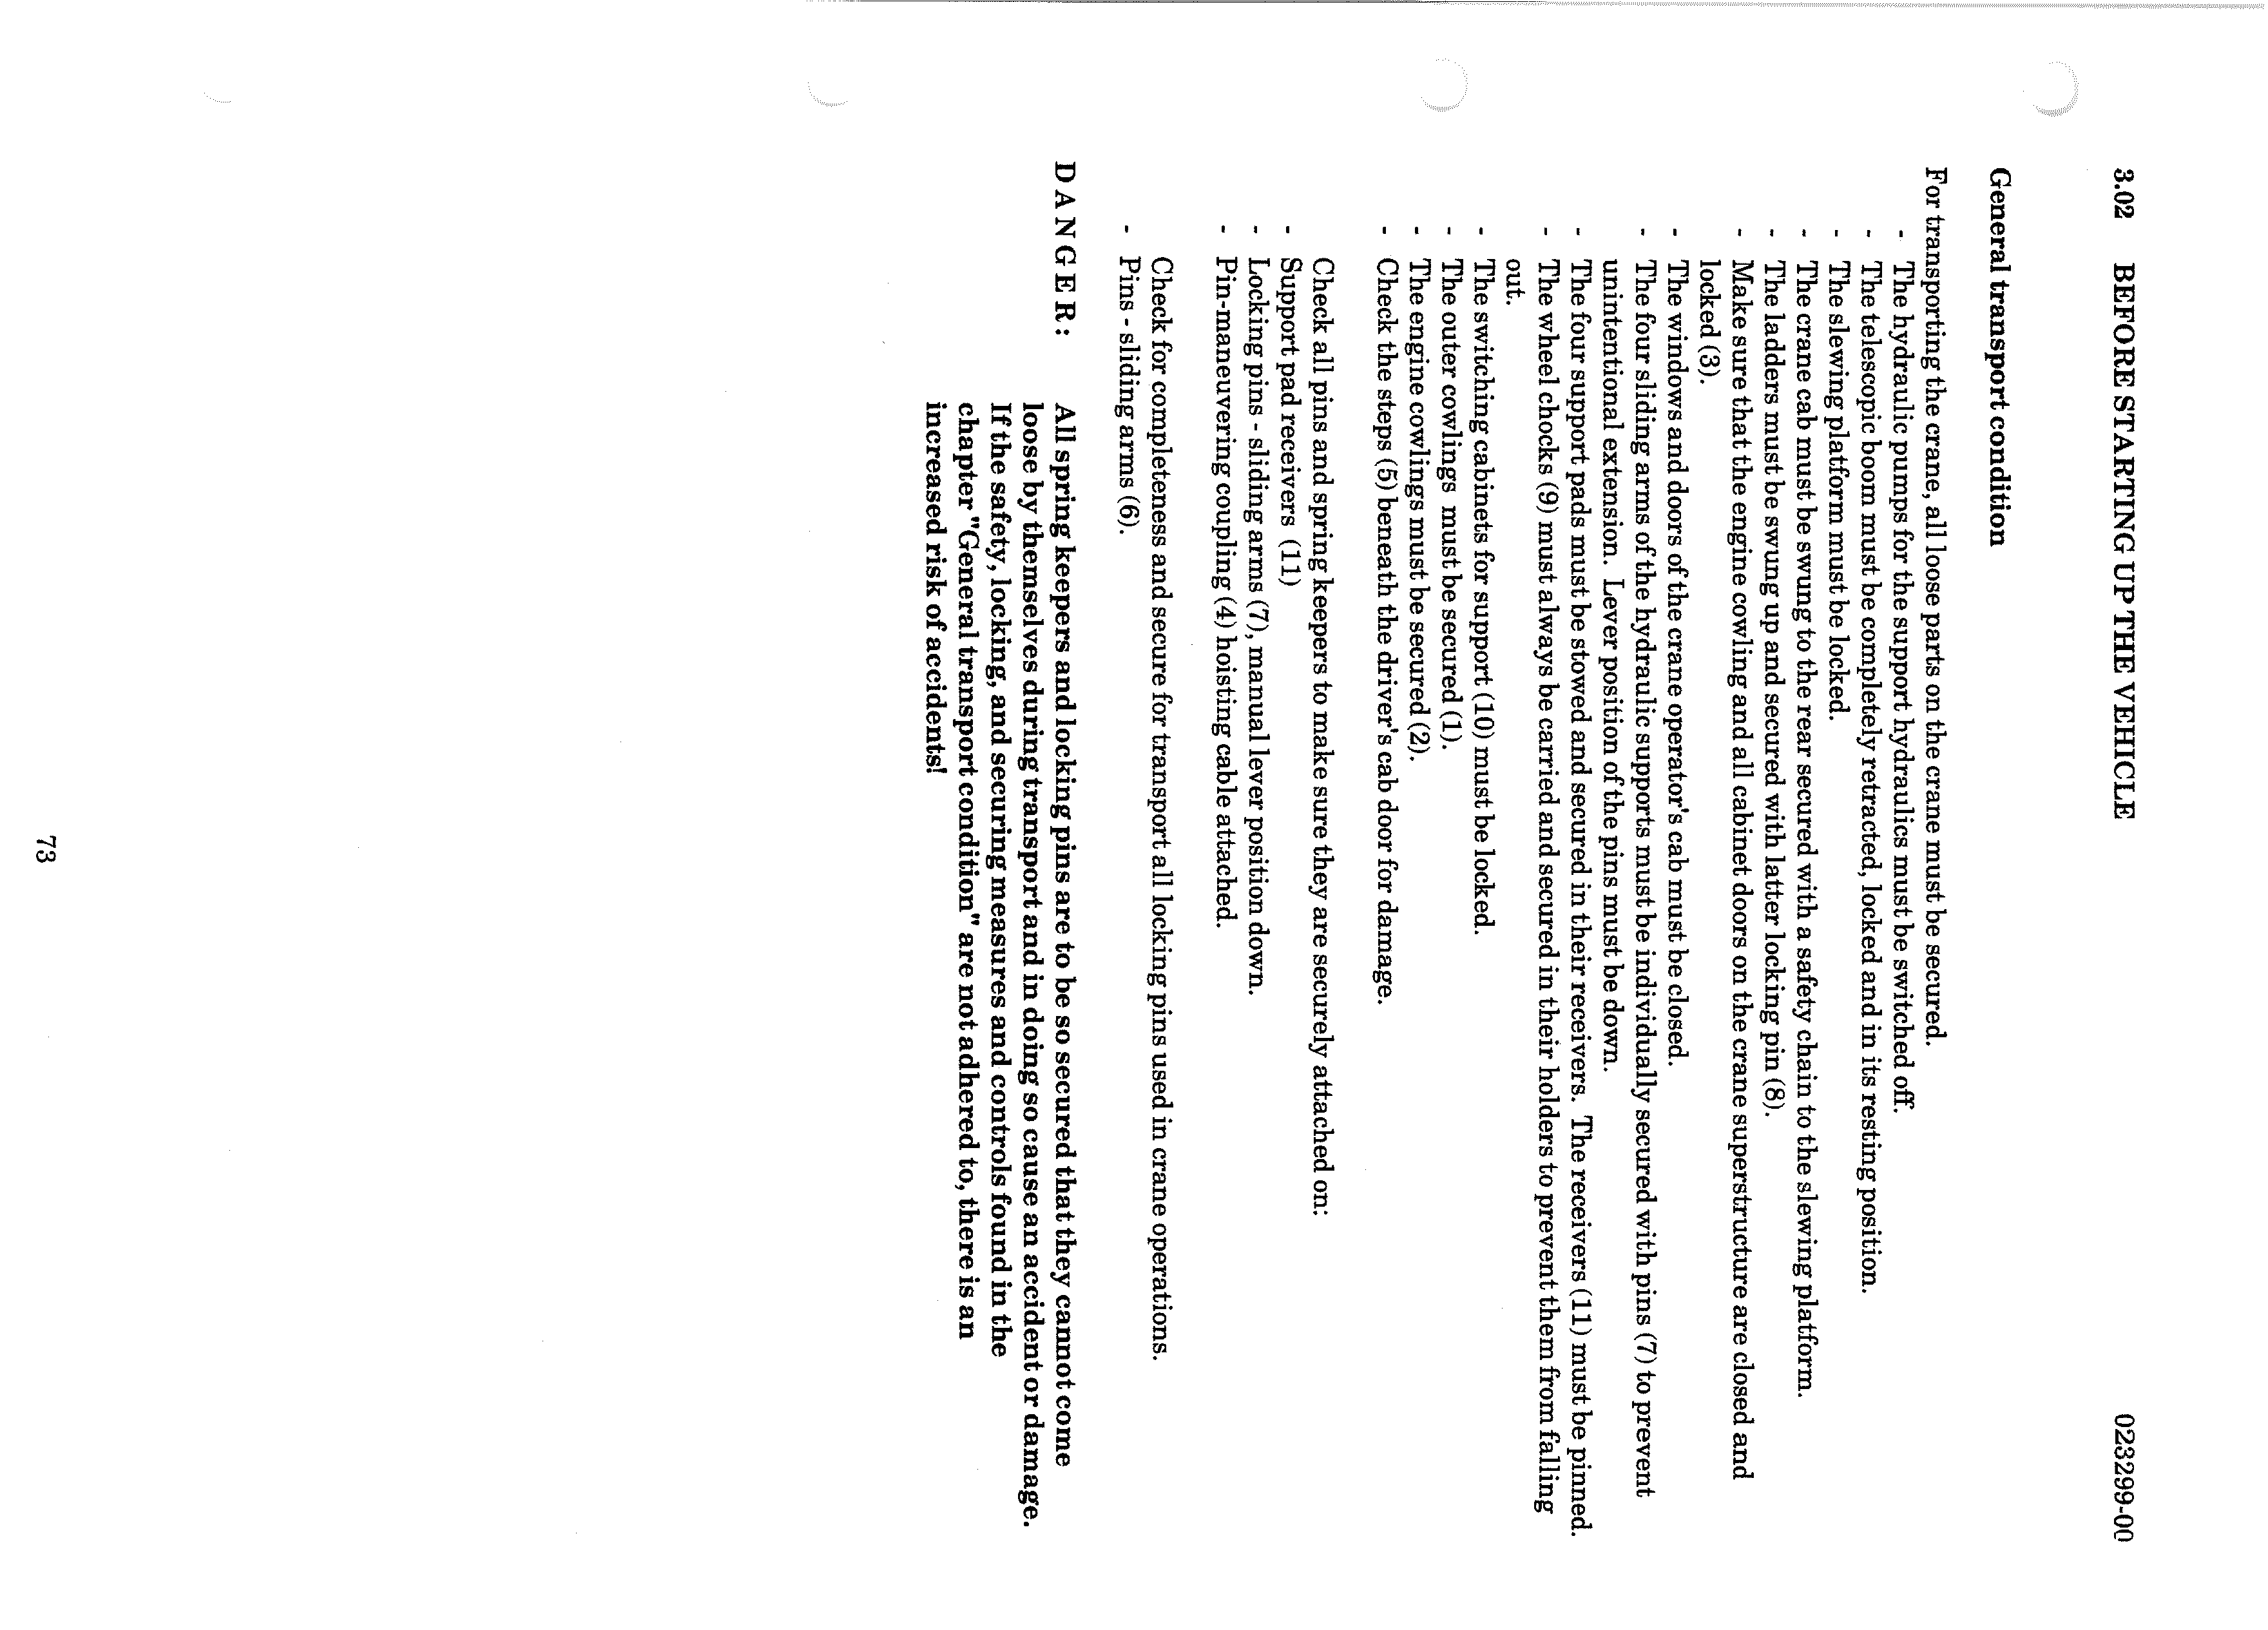 3.02 BEFORE STARTING UP THE VEHICLE 023299-00
General transport condition
For transporting the crane, all loose parts on the crane must be secured.
- The hydraulic pumps for the support hydraulics must be switched off.
- The telescopic boom must be completely retracted, locked and in its resting position.
- The slewing platform must be locked.
- The crane cab must be swung to the rear secured with a safety chain to the slewing platform.
- The ladders must be swung up and secured with latter locking pin (8).
- Make sure that the engine cowling and all cabinet doors on the crane superstructure are closed and
locked (3).
- The windows and doors of the crane operator's cab must be closed.
- The four sliding arms of the hydraulic supports must be individually secured with pins (7) to prevent
unintentional extension. Lever position of the pins must be down.
- The four support pads must be stowed and secured in their receivers. The receivers (11) must be pinned.
- The wheel chocks (9) must always be carried and secured in their holders to prevent them from falling
out.
- The switching cabinets for support (10) must be locked.
- The outer cowlings must be secured (1).
- The engine cowlings must be secured (2).
- Check the steps (5) beneath the driver's cab door for damage.
Check all pins and spring keepers to make sure they are securely attached on:
- Support pad receivers (11)
- Locking pins - sliding arms (7), manual lever position down.
- Pin-maneuvering coupling (4) hoisting cable attached.
Check for completeness and secure for transport all locking pins used in crane operations.
- Pins - sliding arms (6).
D A N G E R : All spring keepers and locking pins are to be so secured that they cannot come
loose by themselves during transport and in doing so cause an accident or damage.
If the safety, locking, and securing measures and controls found in the
chapter "General transport condition" are not adhered to, there is an
increased risk of accidents!
73